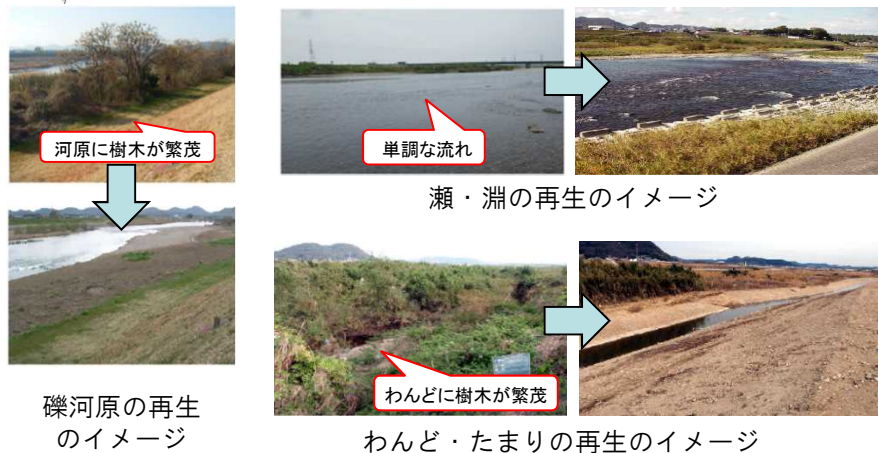 河原に樹木が繁茂
礫河原の再生
のイメージ
単調な流れ
瀬・淵の再生のイメージ
わんどに樹木が繁茂
わんど・たまりの再生のイメージ